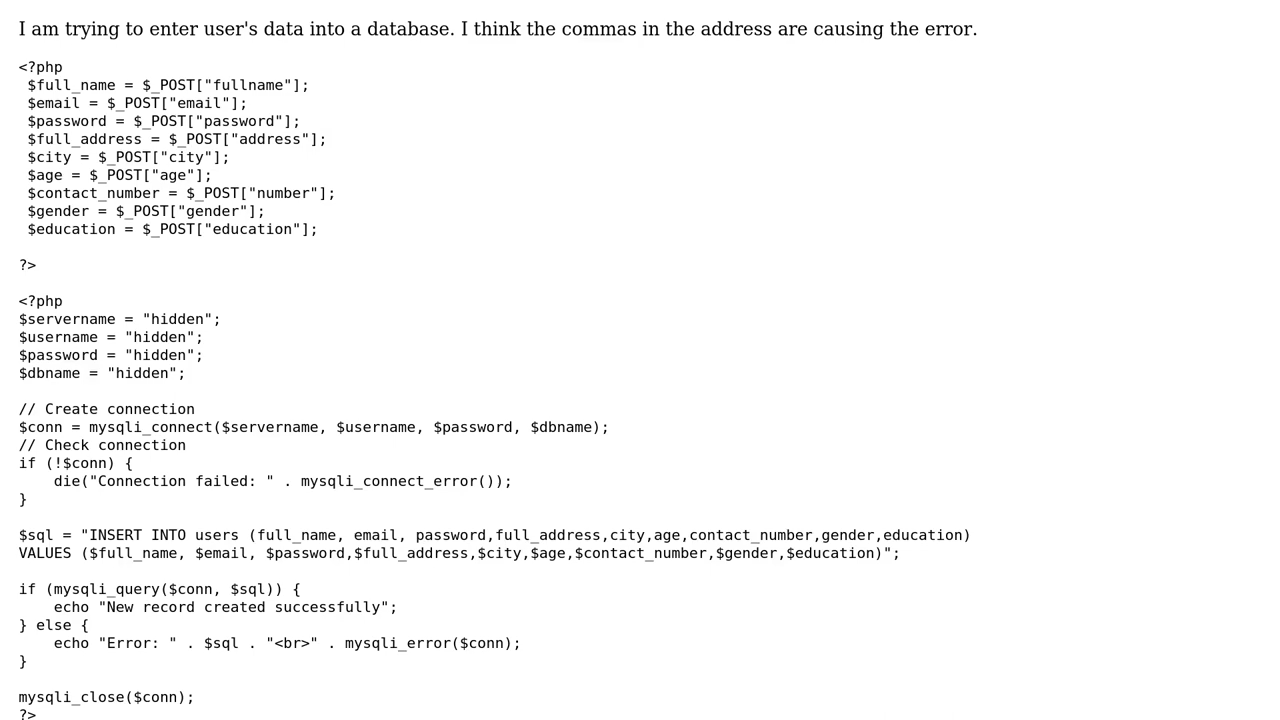 I am trying to enter user's data into a database. I think the commas in the address are causing the error.
<?php
 $full_name = $_POST["fullname"];
 $email = $_POST["email"];
 $password = $_POST["password"];
 $full_address = $_POST["address"];
 $city = $_POST["city"];
 $age = $_POST["age"];
 $contact_number = $_POST["number"];
 $gender = $_POST["gender"];
 $education = $_POST["education"];

?>

<?php
$servername = "hidden";
$username = "hidden";
$password = "hidden";
$dbname = "hidden";

// Create connection
$conn = mysqli_connect($servername, $username, $password, $dbname);
// Check connection
if (!$conn) {
    die("Connection failed: " . mysqli_connect_error());
}

$sql = "INSERT INTO users (full_name, email, password,full_address,city,age,contact_number,gender,education)
VALUES ($full_name, $email, $password,$full_address,$city,$age,$contact_number,$gender,$education)";

if (mysqli_query($conn, $sql)) {
    echo "New record created successfully";
} else {
    echo "Error: " . $sql . "<br>" . mysqli_error($conn);
}

mysqli_close($conn);
?>